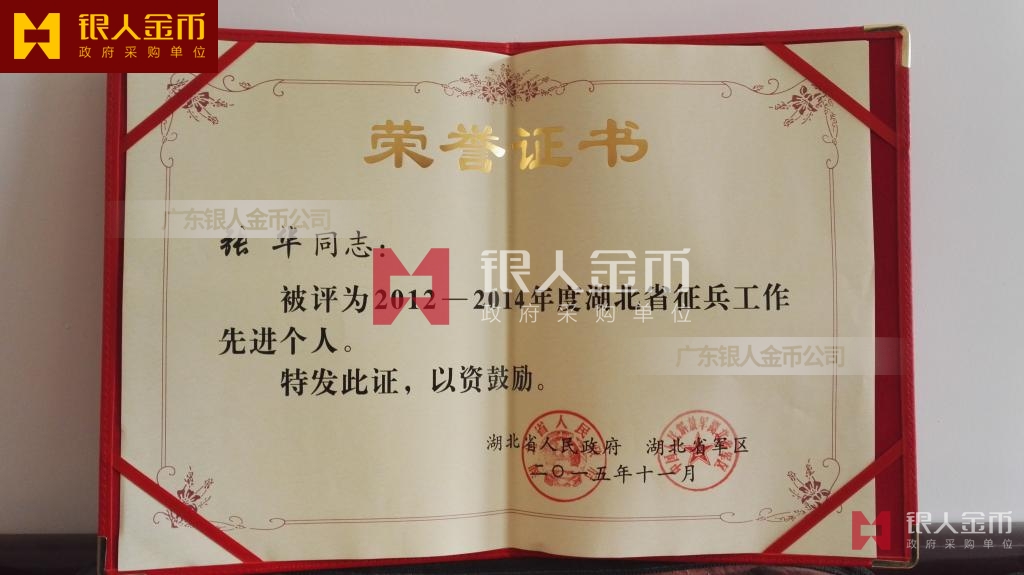 银人金币
政府采购单位
荣誉证书
广东银人金币公司
张 华同志：
银人金币
被评为2012—2014年度湖北省征兵工作
政府采购单位
先进个人。
广东银人金币公司
特发此证，以资鼓励。
湖北省人民政府 湖北省军区
二〇一五年十一月
银人金币
政府采购单位